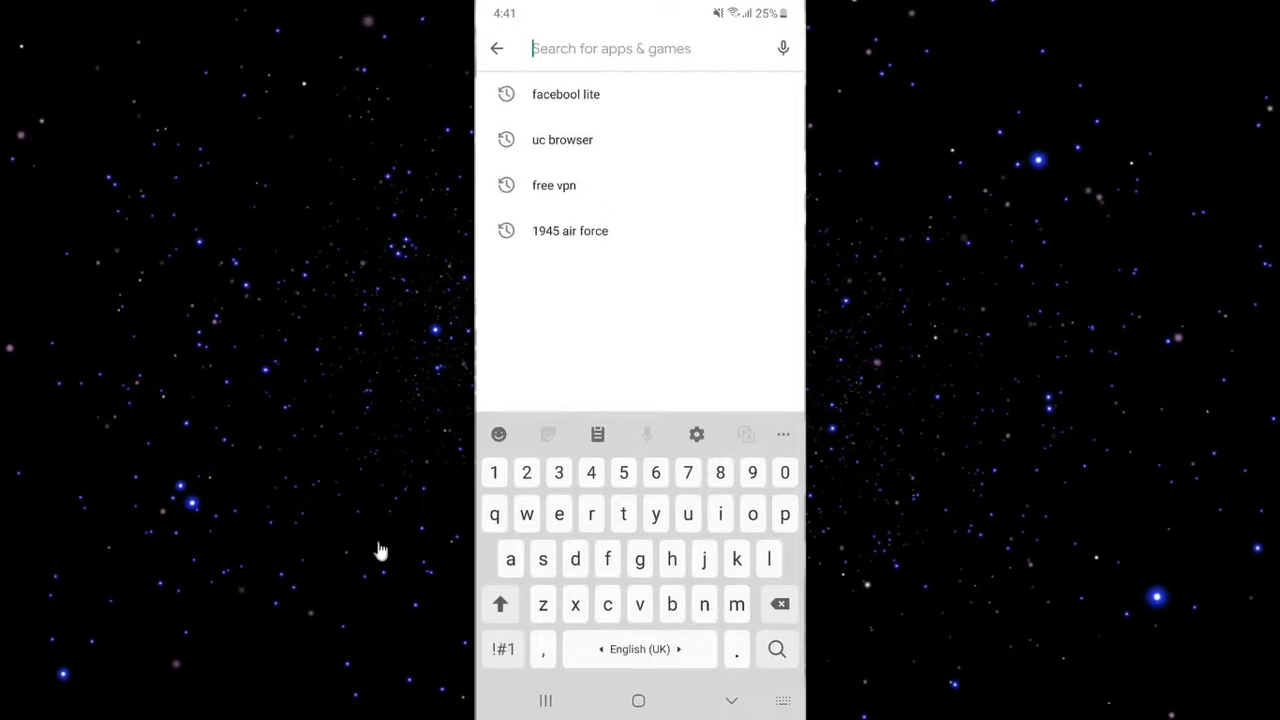 4:41 25%
Search for apps & games
facebool lite
uc browser
free vpn
1945 air force
1 2 3 4 5 6 7 8 9 0
q w e r t y u i o p
a s d f g h j k l
z x c v b n m
!#1 , English (UK) .